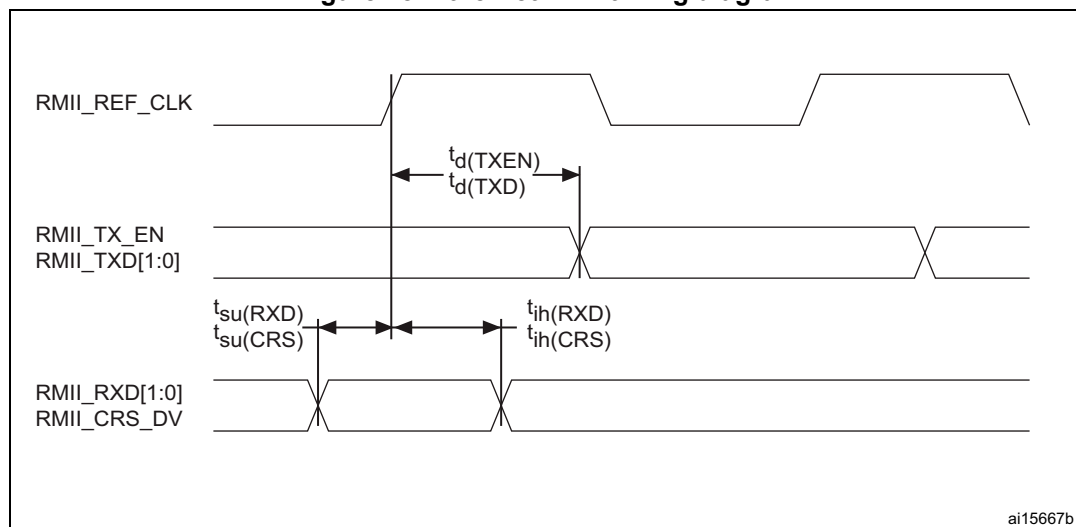 RMII_REF_CLK
td(TXEN)
td(TXD)
RMII_TX_EN
RMII_TXD[1:0]
tsu(RXD)
tsu(CRS)
tih(RXD)
tih(CRS)
RMII_RXD[1:0]
RMII_CRS_DV
ai15667b